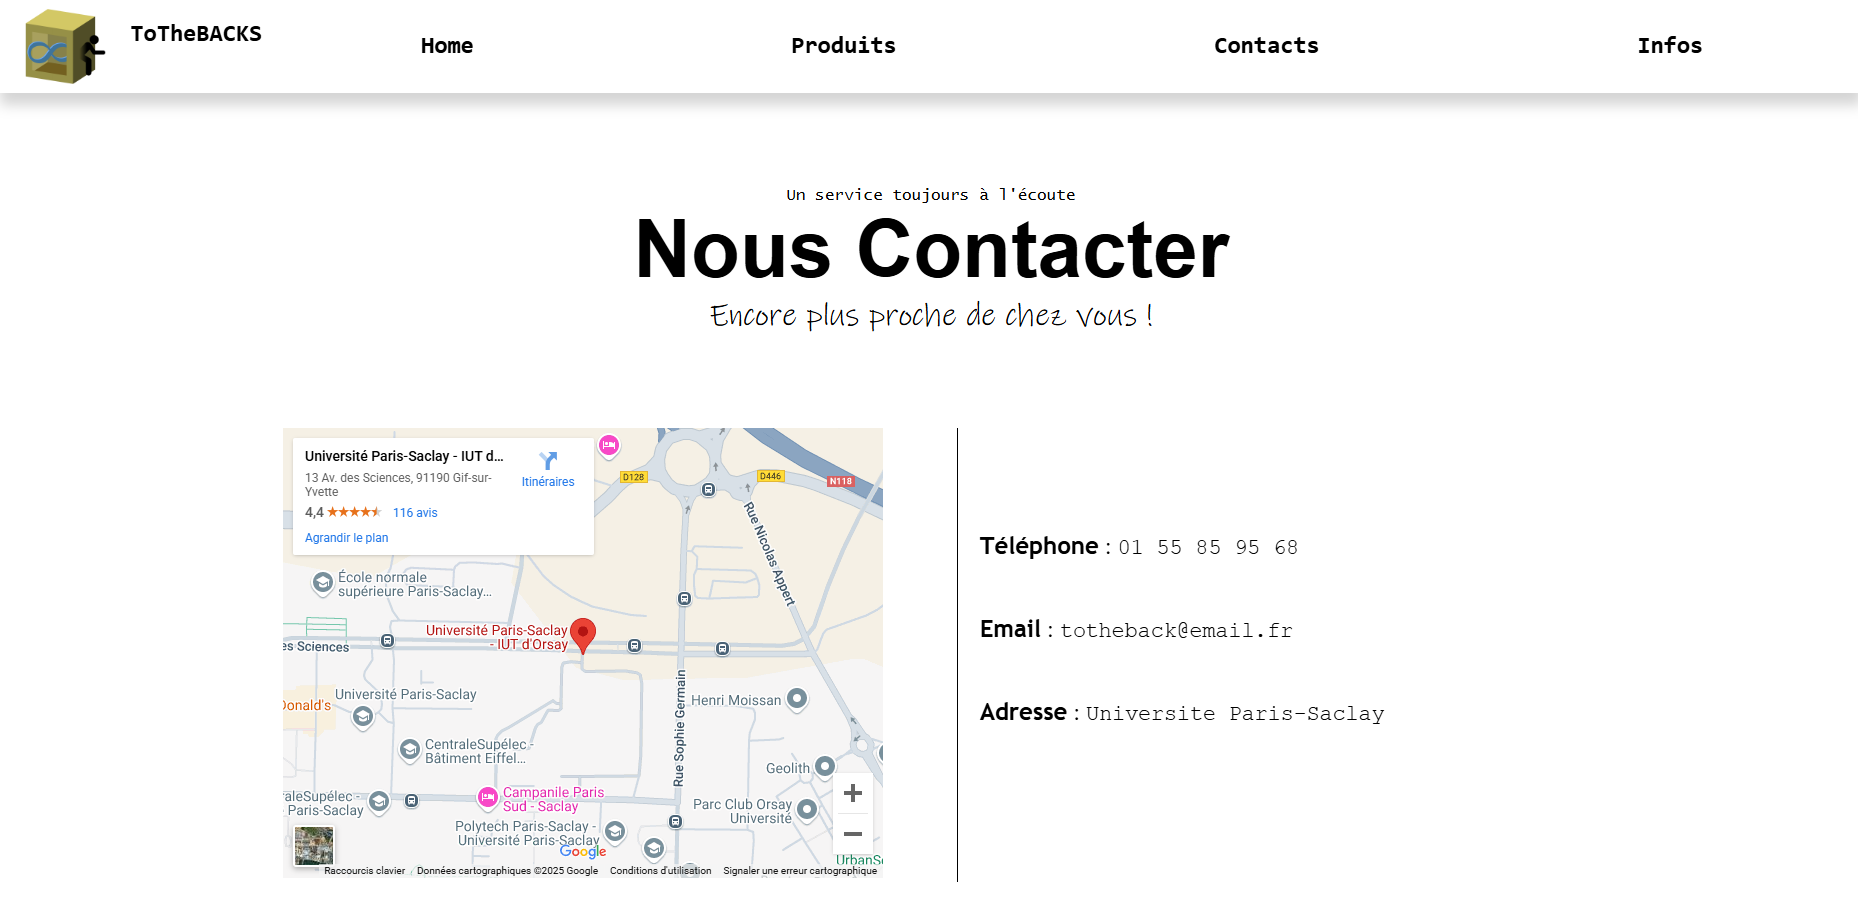 ToTheBACKS
Home
Produits
Contacts
Infos
Un service toujours à l'écoute
Nous Contacter
Encore plus proche de chez vous !
Université Paris-Saclay - IUT d...
13 Av. des Sciences, 91190 Gif-sur-
Yvette
4,4
116 avis
Agrandir le plan
Itinéraires
D128
D446
N118
Rue Nicolas Appert
École normale
supérieure Paris-Saclay...
Université Paris-Saclay
- IUT d'Orsay
es Sciences
Université Paris-Saclay
Donald's
Henri Moissan
Rue Sophie Germain
CentraleSupélec -
Bâtiment Eiffel...
Geolith
raleSupélec -
Paris-Saclay
Campanile Paris
Sud - Saclay
Parc Club Orsay
Université
Polytech Paris-Saclay -
Université Paris-Saclay
Google
UrbanSo
Raccourcis clavier
Données cartographiques ©2025 Google
Conditions d'utilisation
Signaler une erreur cartographique
Téléphone : 01 55 85 95 68
Email : totheback@email.fr
Adresse : Universite Paris-Saclay